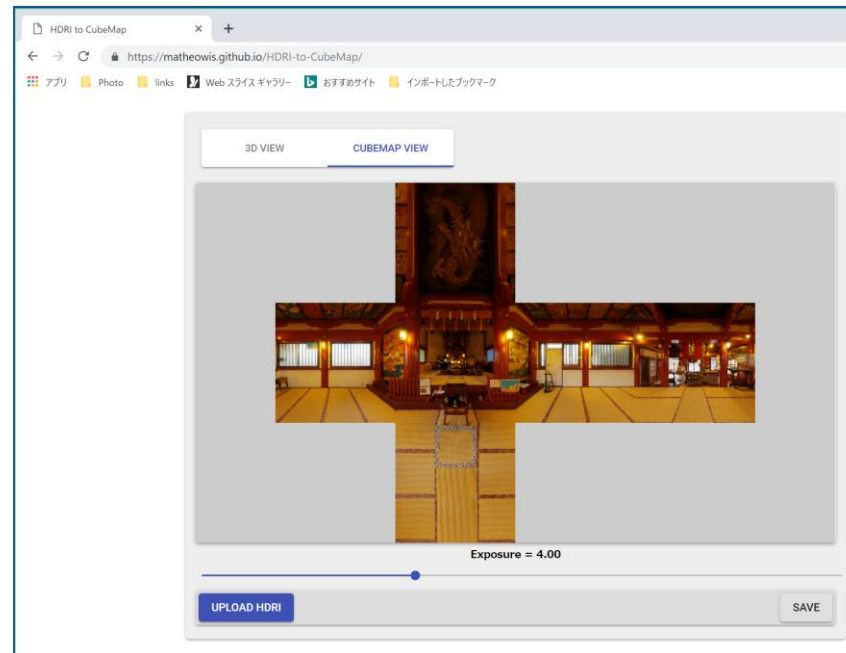 HDRI to CubeMap
https://matheowis.github.io/HDRI-to-CubeMap/
アプリ Photo links Web スライス ギャラリー おすすめサイト インポートしたブックマーク
3D VIEW CUBEMAP VIEW
Exposure = 4.00
UPLOAD HDRI SAVE